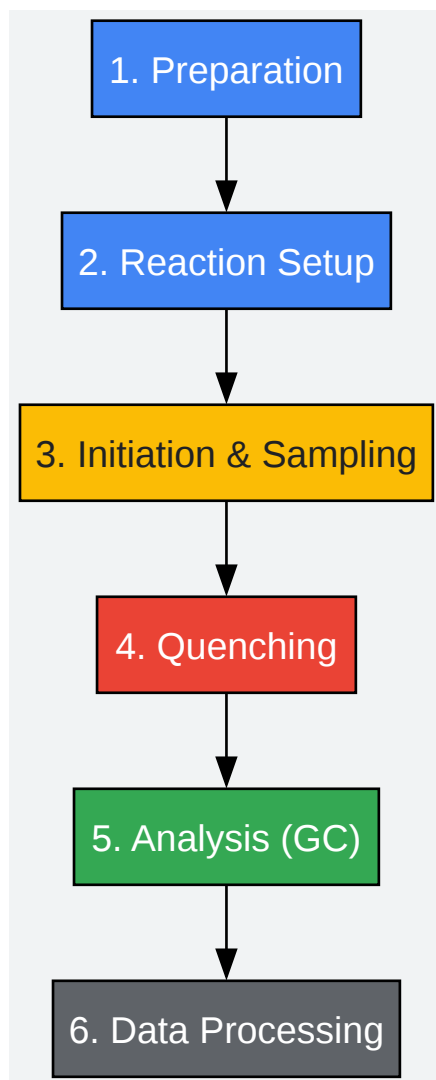 1. Preparation
2. Reaction Setup
3. Initiation & Sampling
4. Quenching
5. Analysis (GC)
6. Data Processing